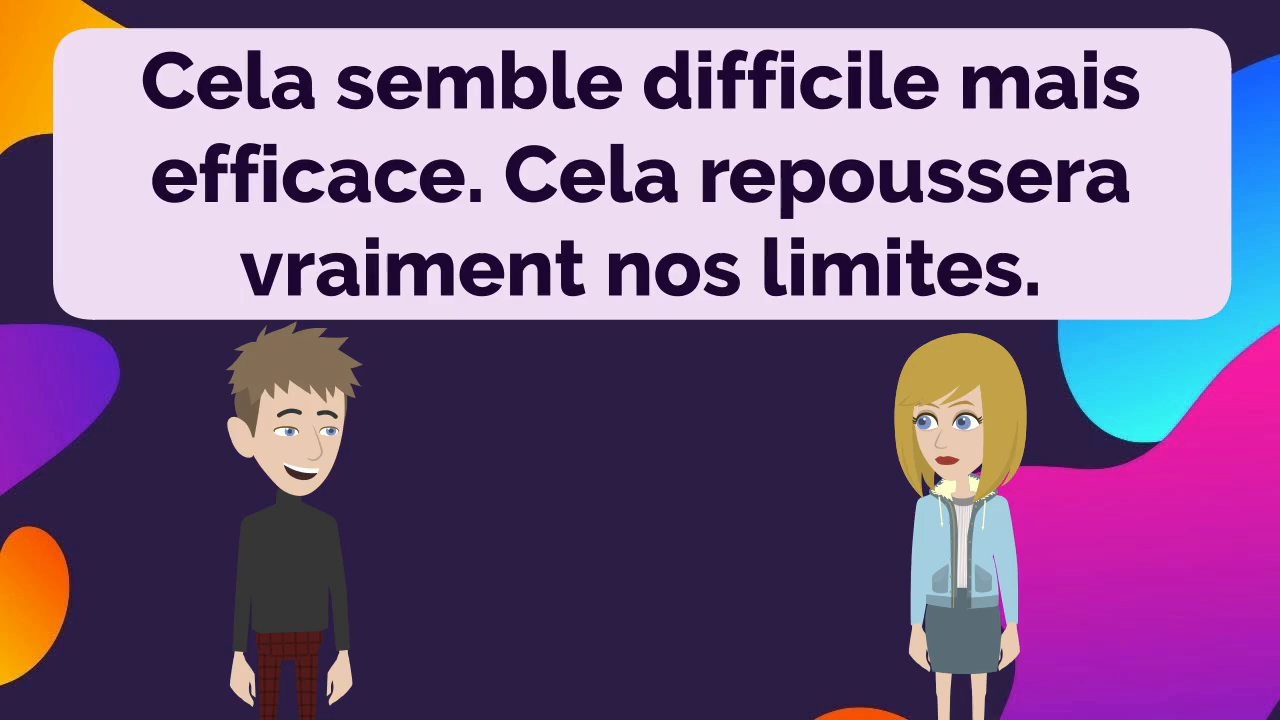 Cela semble difficile mais
efficace. Cela repoussera
vraiment nos limites.